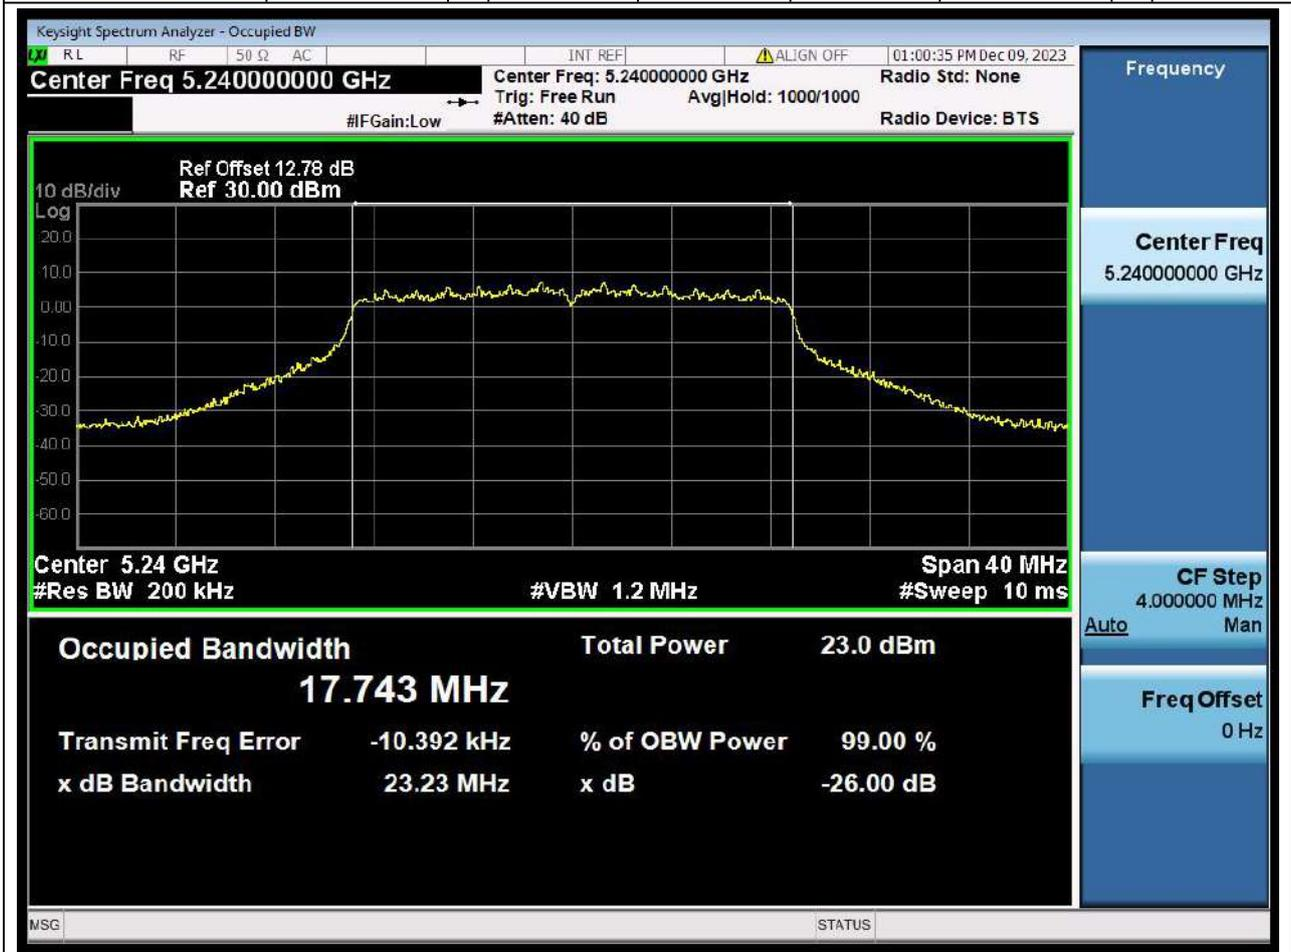 Keysight Spectrum Analyzer - Occupied BW
LXI RL RF 50 Ω AC INT REF ALIGN OFF 01:00:35 PM Dec 09, 2023
Center Freq 5.240000000 GHz
Center Freq: 5.240000000 GHz
Radio Std: None
Trig: Free Run Avg|Hold: 1000/1000
#IFGain:Low
#Atten: 40 dB
Radio Device: BTS
Frequency
Ref Offset 12.78 dB
10 dB/div Ref 30.00 dBm
Log
20.0
10.0
0.00
-10.0
-20.0
-30.0
-40.0
-50.0
-60.0
Center 5.24 GHz Span 40 MHz
#Res BW 200 kHz #VBW 1.2 MHz #Sweep 10 ms
Center Freq
5.240000000 GHz
CF Step
4.000000 MHz
Auto Man
Freq Offset
0 Hz
Occupied Bandwidth Total Power 23.0 dBm
17.743 MHz
Transmit Freq Error -10.392 kHz % of OBW Power 99.00 %
x dB Bandwidth 23.23 MHz x dB -26.00 dB
MSG STATUS